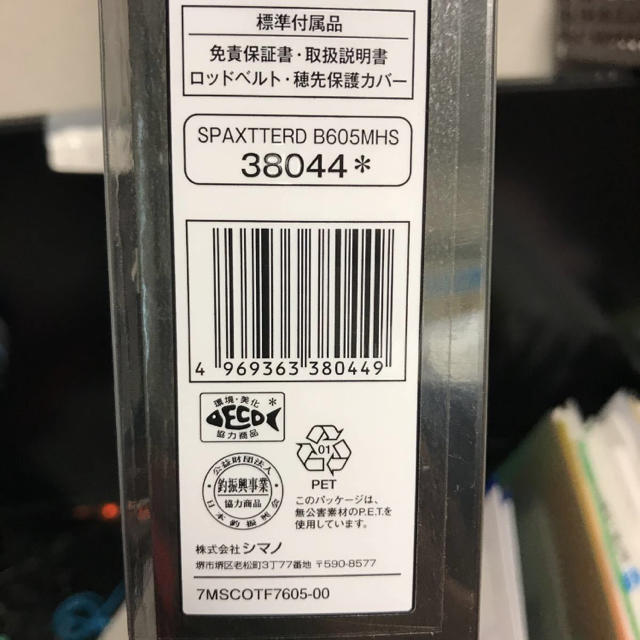 標準付属品
免責保証書・取扱説明書
ロッドベルト・穂先保護カバー
SPAXTTERD B605MHS
38044*
4 969363 380449
環境・美化*
ECO
協力商品
公益財団法人
釣振興事業
協力商品
日本釣振興会
01
PET
このパッケージは、
無公害素材のP.E.T.を
使用しています。
株式会社シマノ
堺市堺区老松町3丁77番地 〒590-8577
7MSCOTF7605-00